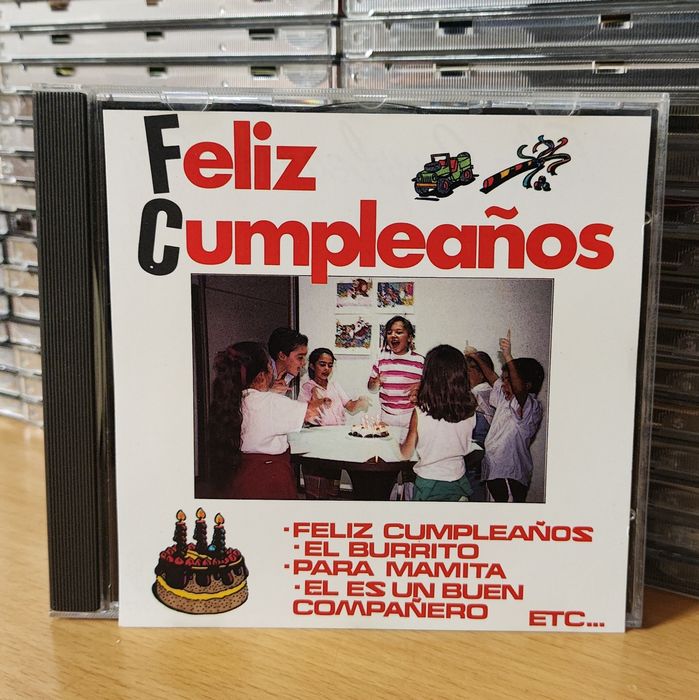 Feliz
Cumpleaños
·FELIZ CUMPLEAÑOS
·EL BURRITO
·PARA MAMITA
·EL ES UN BUEN
COMPAÑERO
ETC...